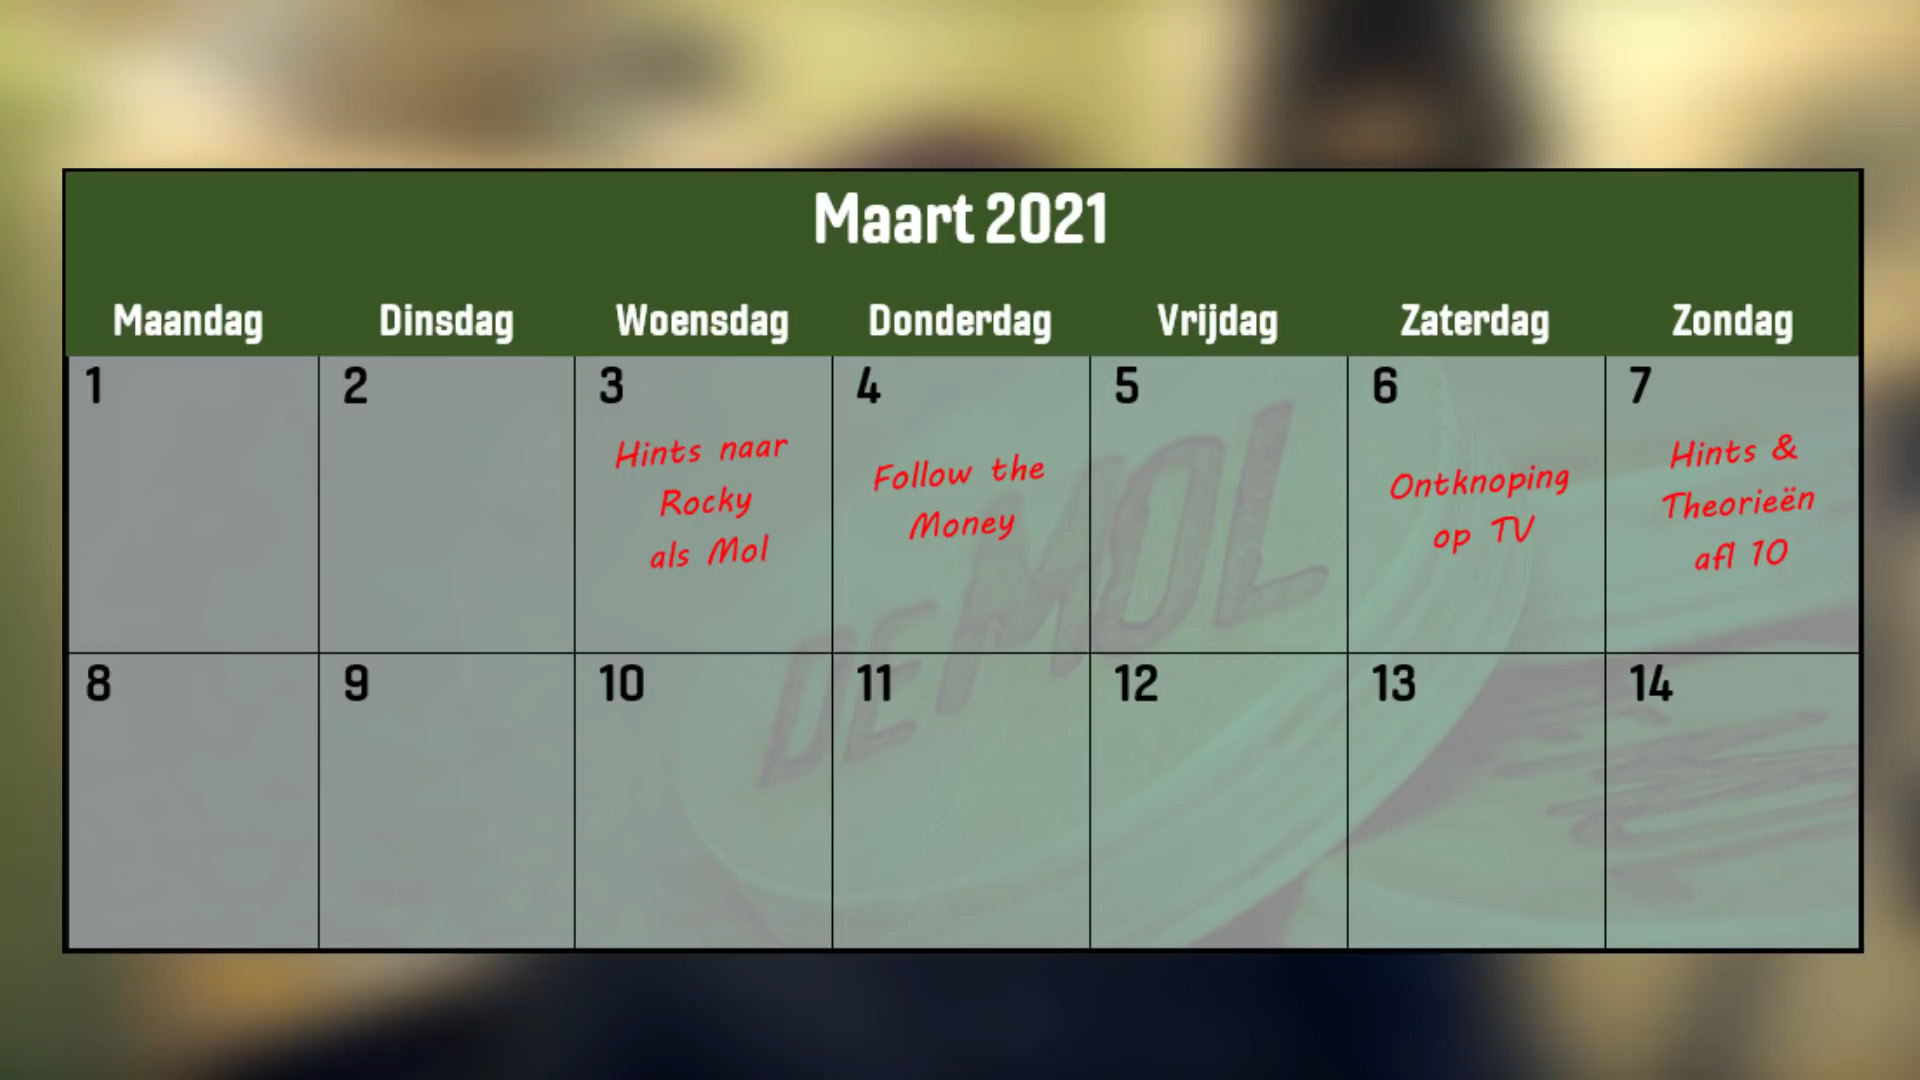 Maart 2021
Maandag Dinsdag Woensdag Donderdag Vrijdag Zaterdag Zondag
1 2 3 4 5 6 7
Hints naar
Rocky
als Mol
Follow the
Money
Ontknoping
op TV
Hints &
Theorieën
afl 10
DE MOL
8 9 10 11 12 13 14